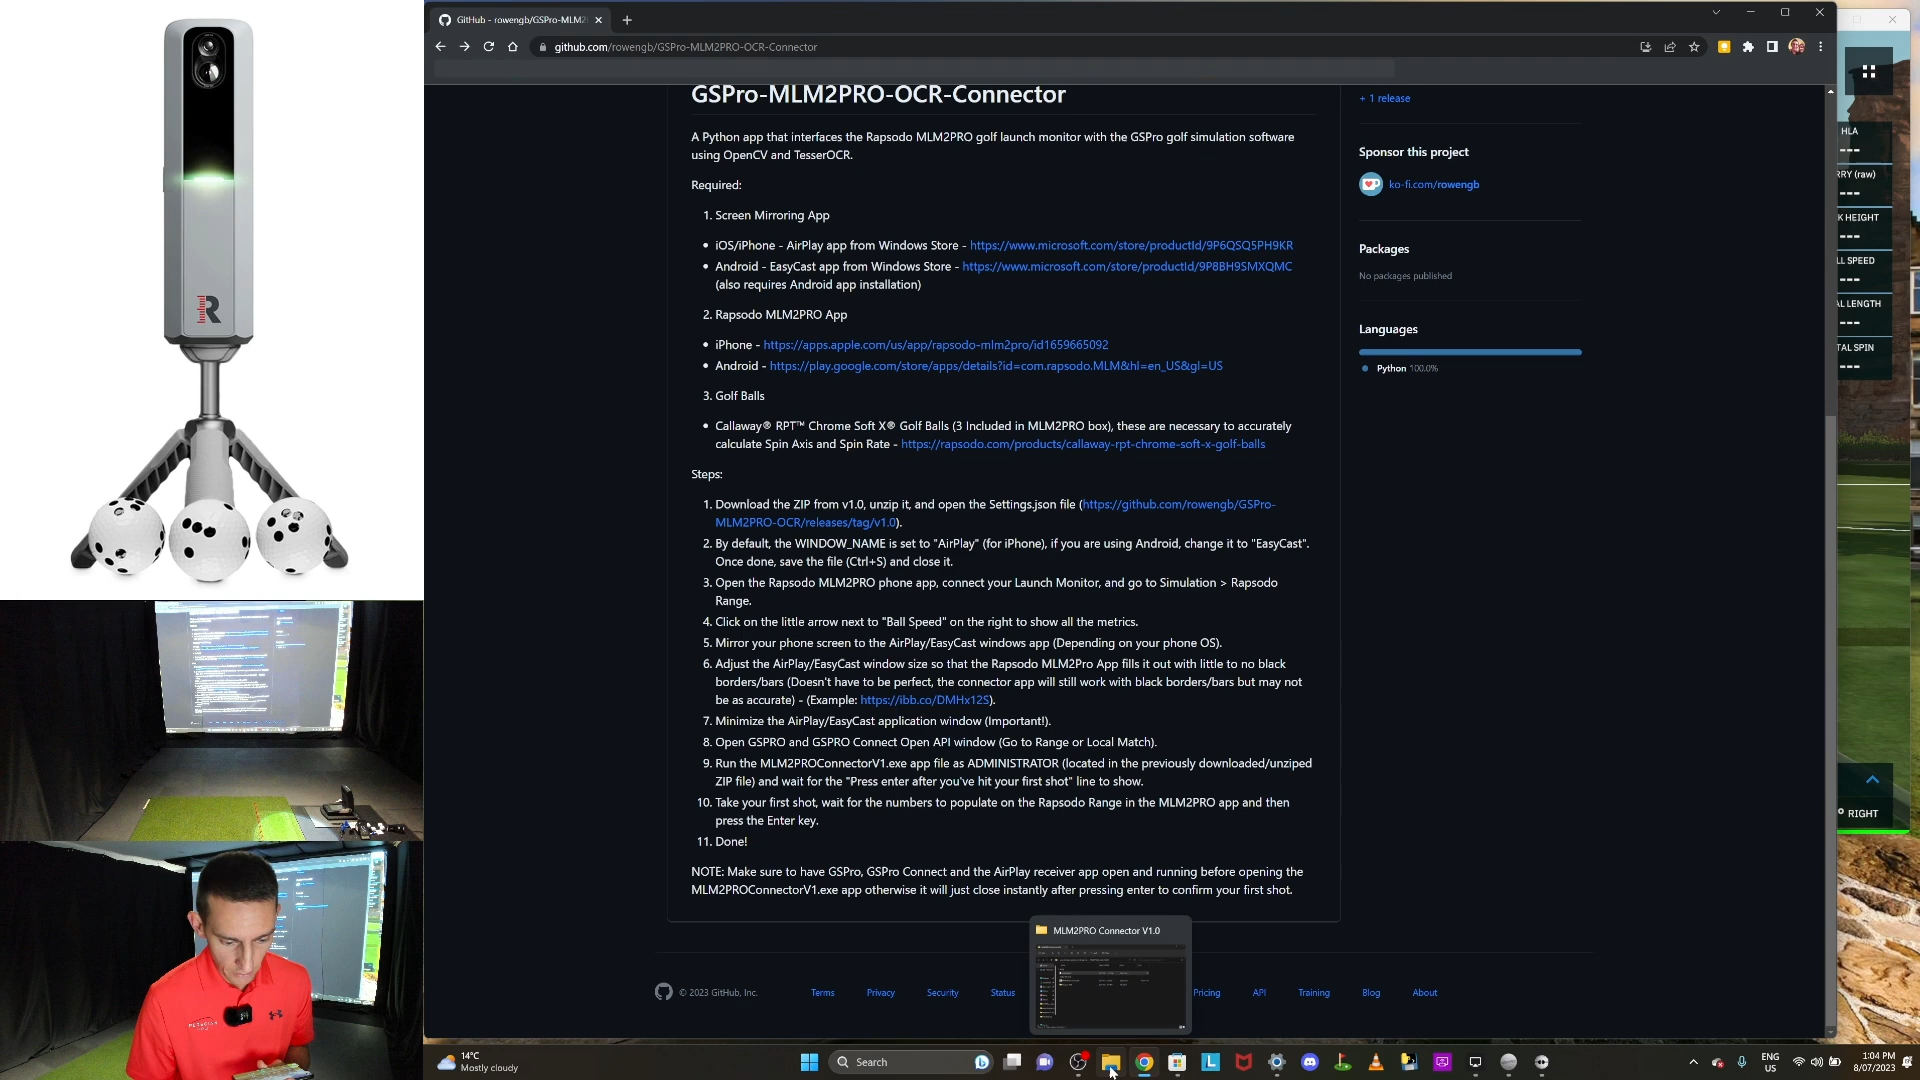 GitHub - rowengb/GSPro-MLM2
github.com/rowengb/GSPro-MLM2PRO-OCR-Connector
GSPro-MLM2PRO-OCR-Connector
A Python app that interfaces the Rapsodo MLM2PRO golf launch monitor with the GSPro golf simulation software
using OpenCV and TesserOCR.
Required:
1. Screen Mirroring App
• iOS/iPhone - AirPlay app from Windows Store - https://www.microsoft.com/store/productId/9P6QSQ5PH9KR
• Android - EasyCast app from Windows Store - https://www.microsoft.com/store/productId/9P8BH9SMXQMC
(also requires Android app installation)
2. Rapsodo MLM2PRO App
• iPhone - https://apps.apple.com/us/app/rapsodo-mlm2pro/id1659665092
• Android - https://play.google.com/store/apps/details?id=com.rapsodo.MLM&hl=en_US&gl=US
3. Golf Balls
• Callaway® RPT™ Chrome Soft X® Golf Balls (3 Included in MLM2PRO box), these are necessary to accurately
calculate Spin Axis and Spin Rate - https://rapsodo.com/products/callaway-rpt-chrome-soft-x-golf-balls
Steps:
1. Download the ZIP from v1.0, unzip it, and open the Settings.json file (https://github.com/rowengb/GSPro-
MLM2PRO-OCR/releases/tag/v1.0).
2. By default, the WINDOW_NAME is set to "AirPlay" (for iPhone), if you are using Android, change it to "EasyCast".
Once done, save the file (Ctrl+S) and close it.
3. Open the Rapsodo MLM2PRO phone app, connect your Launch Monitor, and go to Simulation > Rapsodo
Range.
4. Click on the little arrow next to "Ball Speed" on the right to show all the metrics.
5. Mirror your phone screen to the AirPlay/EasyCast windows app (Depending on your phone OS).
6. Adjust the AirPlay/EasyCast window size so that the Rapsodo MLM2Pro App fills it out with little to no black
borders/bars (Doesn't have to be perfect, the connector app will still work with black borders/bars but may not
be as accurate) - (Example: https://ibb.co/DMHx12S).
7. Minimize the AirPlay/EasyCast application window (Important!).
8. Open GSPRO and GSPRO Connect Open API window (Go to Range or Local Match).
9. Run the MLM2PROConnectorV1.exe app file as ADMINISTRATOR (located in the previously downloaded/unziped
ZIP file) and wait for the "Press enter after you've hit your first shot" line to show.
10. Take your first shot, wait for the numbers to populate on the Rapsodo Range in the MLM2PRO app and then
press the Enter key.
11. Done!
NOTE: Make sure to have GSPro, GSPro Connect and the AirPlay receiver app open and running before opening the
MLM2PROConnectorV1.exe app otherwise it will just close instantly after pressing enter to confirm your first shot.
+ 1 release
Sponsor this project
ko-fi.com/rowengb
Packages
No packages published
Languages
Python 100.0%
HLA
---
RRY (raw)
---
K HEIGHT
---
LL SPEED
---
AL LENGTH
---
TAL SPIN
---
° RIGHT
MLM2PRO Connector V1.0
© 2023 GitHub, Inc.
Terms
Privacy
Security
Status
Pricing
API
Training
Blog
About
14°C
Mostly cloudy
Search
ENG
US
1:04 PM
8/07/2023
R